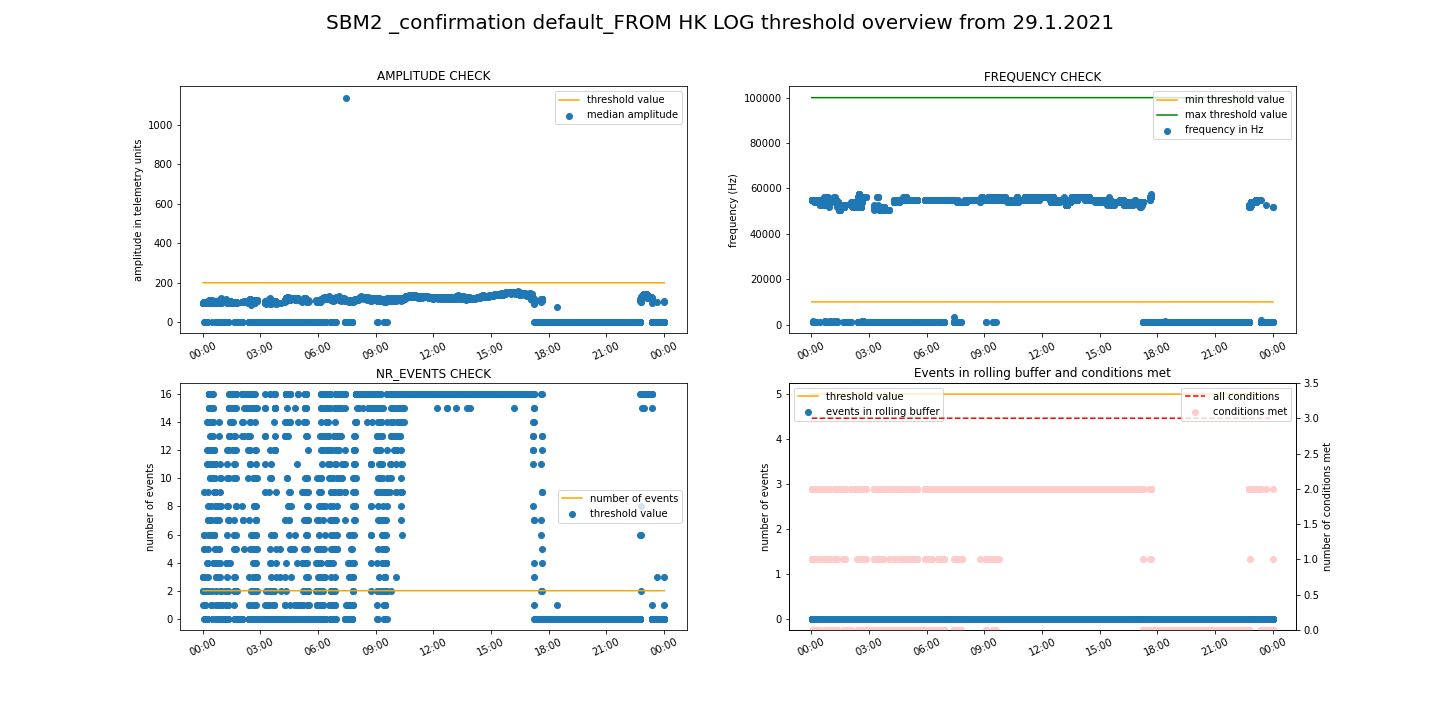 SBM2 _confirmation default_FROM HK LOG threshold overview from 29.1.2021
AMPLITUDE CHECK
threshold value
median amplitude
amplitude in telemetry units
1000
800
600
400
200
0
00:00 03:00 06:00 09:00 12:00 15:00 18:00 21:00 00:00
FREQUENCY CHECK
min threshold value
max threshold value
frequency in Hz
frequency (Hz)
100000
80000
60000
40000
20000
0
00:00 03:00 06:00 09:00 12:00 15:00 18:00 21:00 00:00
NR_EVENTS CHECK
number of events
threshold value
number of events
16
14
12
10
8
6
4
2
0
00:00 03:00 06:00 09:00 12:00 15:00 18:00 21:00 00:00
Events in rolling buffer and conditions met
threshold value
events in rolling buffer
all conditions
conditions met
number of events
5
4
3
2
1
0
3.5
3.0
2.5
2.0
1.5
1.0
0.5
0.0
number of conditions met
00:00 03:00 06:00 09:00 12:00 15:00 18:00 21:00 00:00